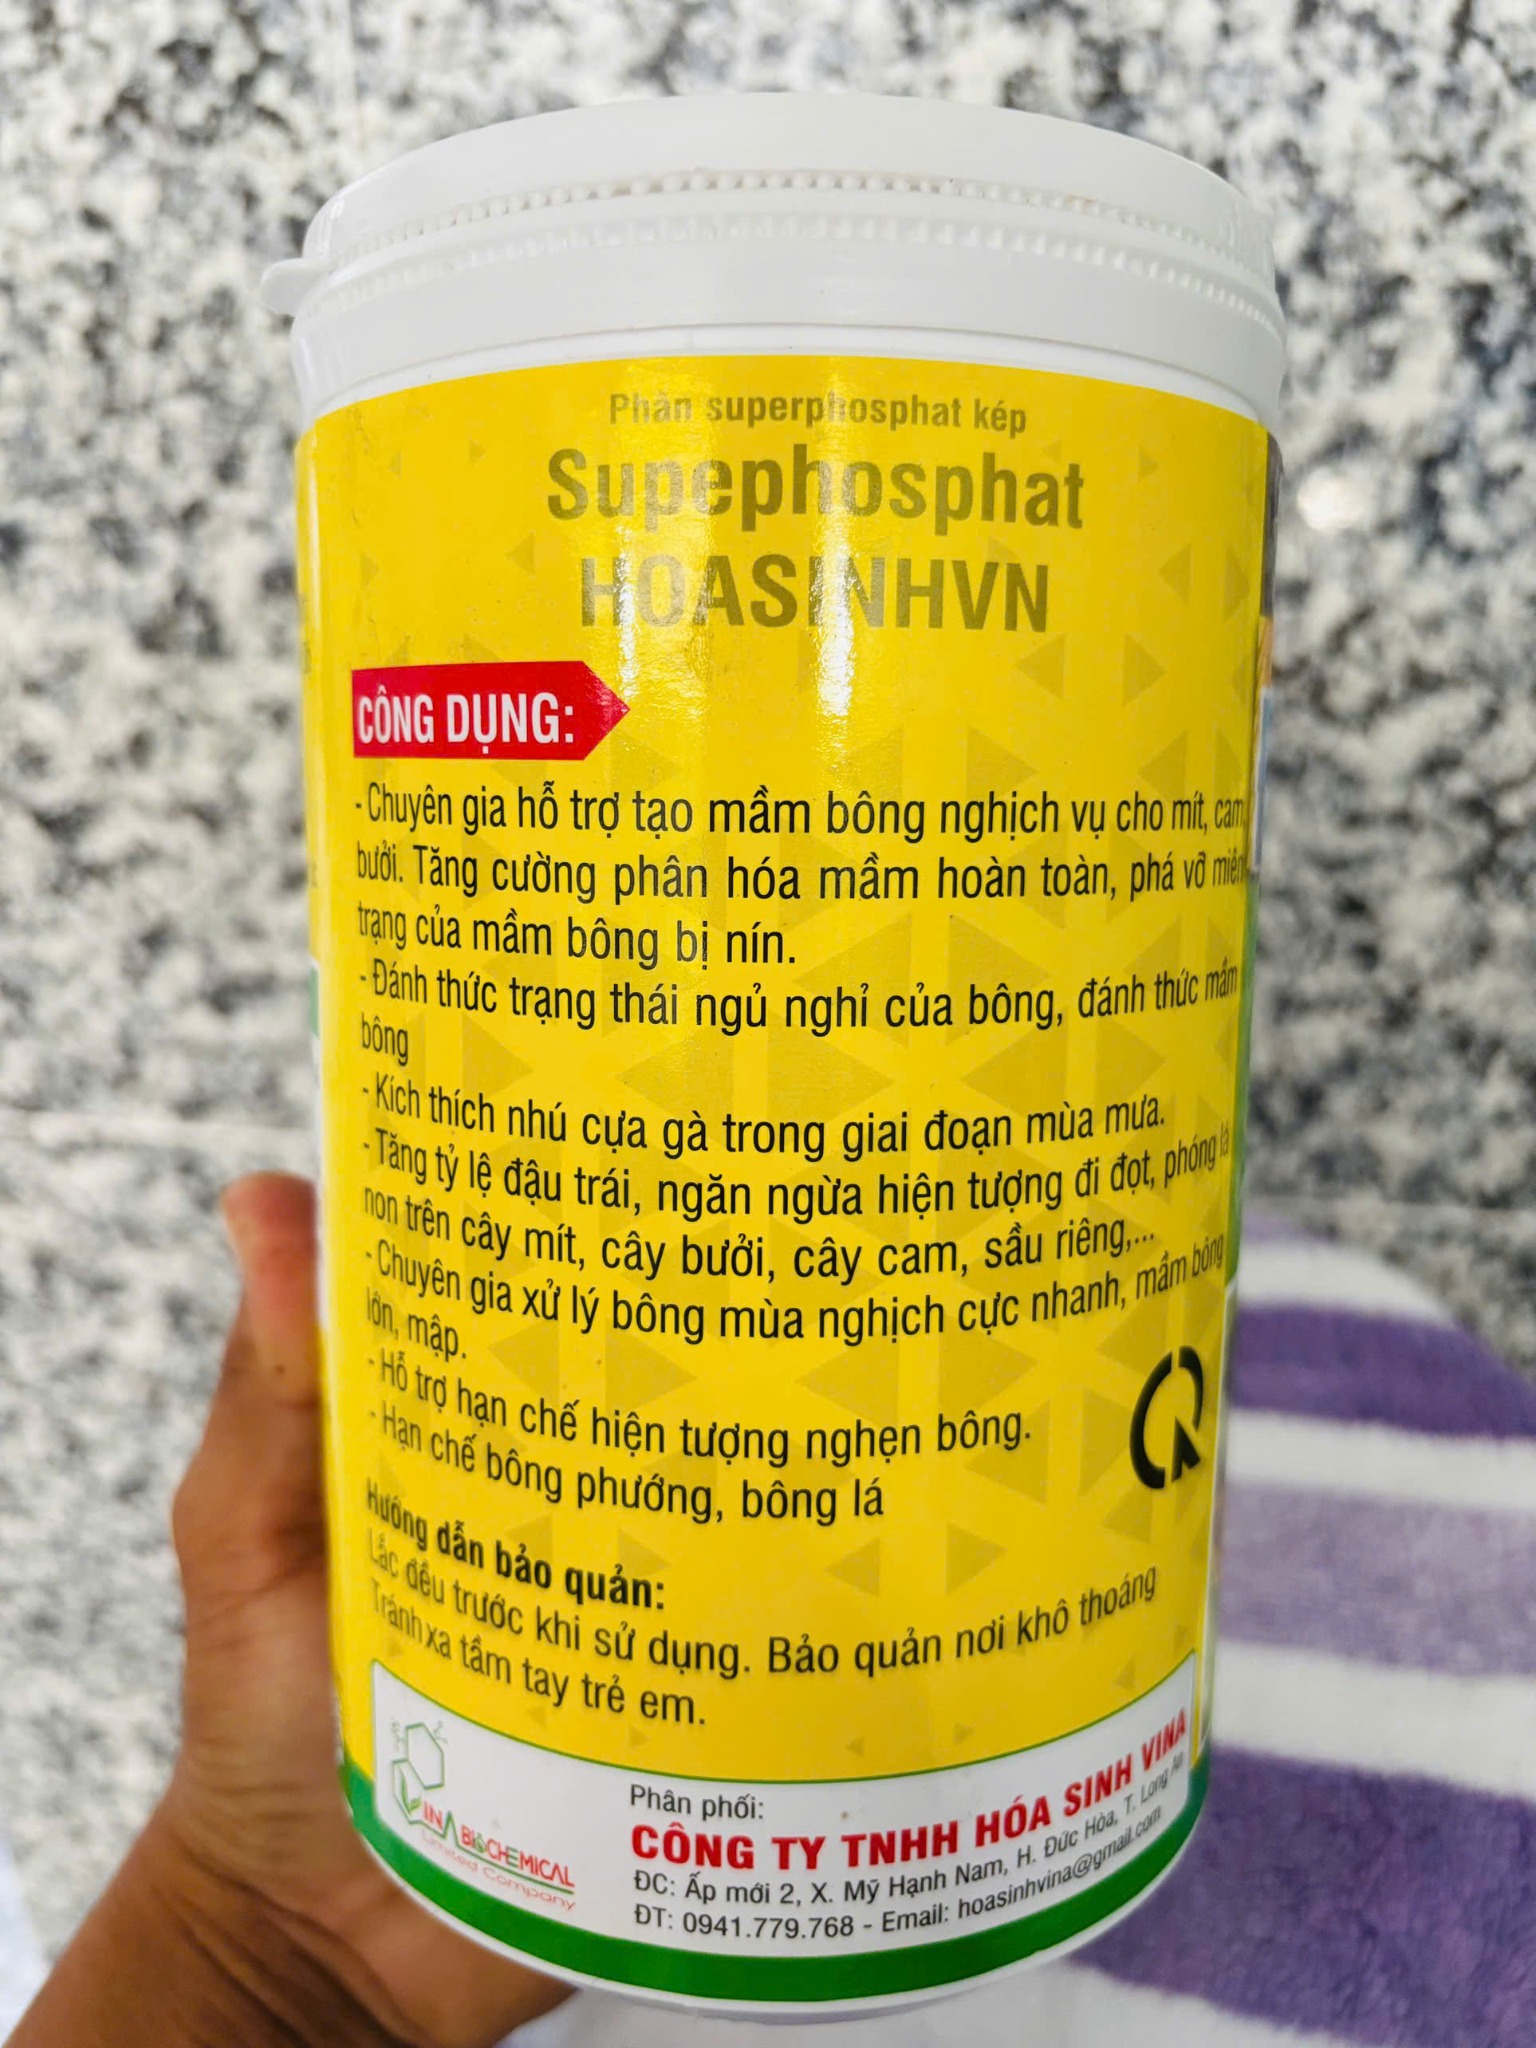 Phân superphosphat kép
Supephosphat
HOASINHVN
CÔNG DỤNG:
- Chuyên gia hỗ trợ tạo mầm bông nghịch vụ cho mít, cam,
bưởi. Tăng cường phân hóa mầm hoàn toàn, phá vỡ miên
trạng của mầm bông bị nín.
- Đánh thức trạng thái ngủ nghỉ của bông, đánh thức mầm
bông
- Kích thích nhú cựa gà trong giai đoạn mùa mưa.
- Tăng tỷ lệ đậu trái, ngăn ngừa hiện tượng đi đọt, phóng lá
non trên cây mít, cây bưởi, cây cam, sầu riêng,...
- Chuyên gia xử lý bông mùa nghịch cực nhanh, mầm bông
lớn, mập.
- Hỗ trợ hạn chế hiện tượng nghẹn bông.
- Hạn chế bông phướng, bông lá
Hướng dẫn bảo quản:
Lắc đều trước khi sử dụng. Bảo quản nơi khô thoáng
Tránh xa tầm tay trẻ em.
VINA BIOCHEMICAL
Limited Company
Phân phối:
CÔNG TY TNHH HÓA SINH VINA
ĐC: Ấp mới 2, X. Mỹ Hạnh Nam, H. Đức Hòa, T. Long An
ĐT: 0941.779.768 - Email: hoasinhvina@gmail.com